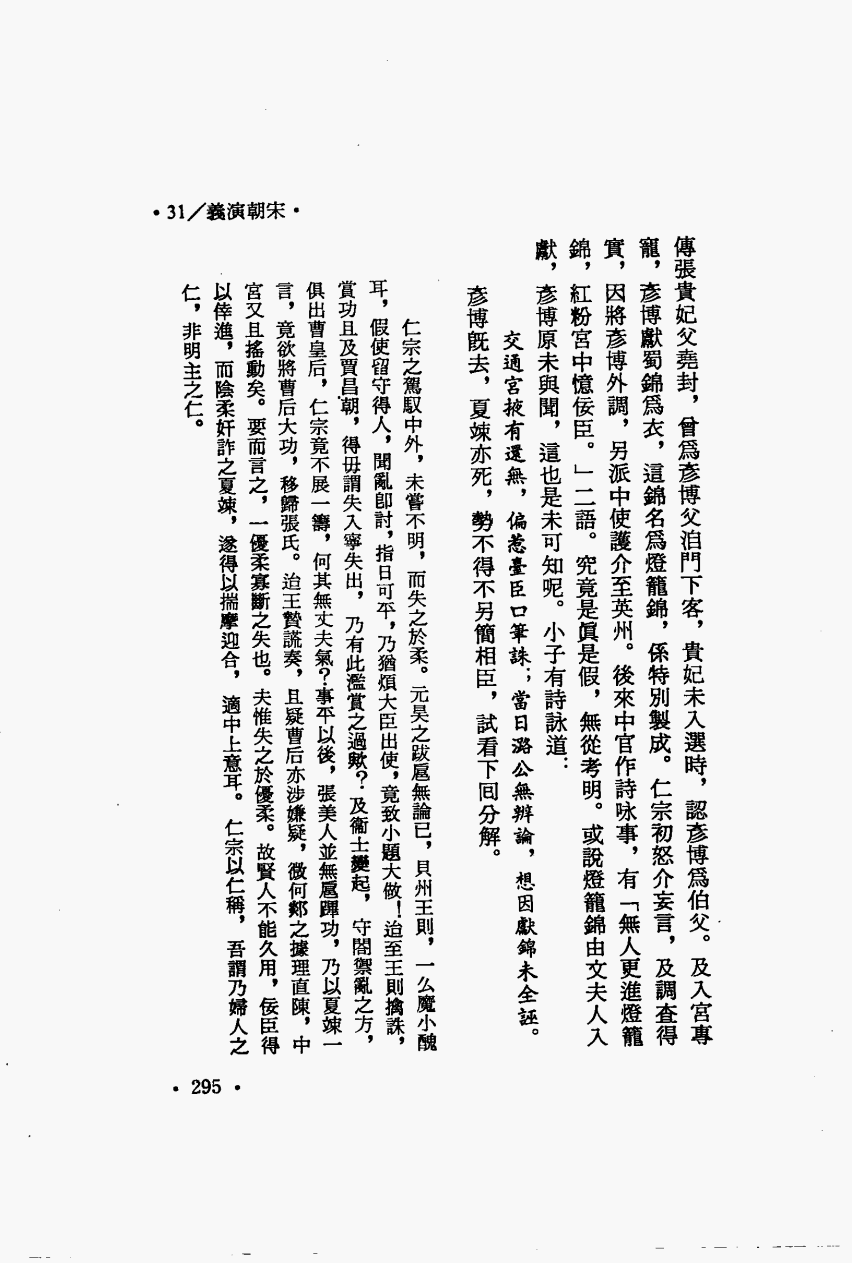 •31／義演朝宋•
傳張貴妃父堯封，曾爲彥博父洎門下客，貴妃未入選時，認彥博爲伯父。及入宮專
寵，彥博獻蜀錦爲衣，這錦名爲燈籠錦，係特別製成。仁宗初怒介妄言，及調查得
實，因將彥博外調，另派中使護介至英州。後來中官作詩咏事，有「無人更進燈籠
錦，紅粉宮中憶佞臣。」二語。究竟是眞是假，無從考明。或說燈籠錦由文夫人入
獻，彥博原未與聞，這也是未可知呢。小子有詩詠道：
交通宮掖有還無，偏惹臺臣口筆誅；當日潞公無辨論，想因獻錦未全誣。
彥博旣去，夏竦亦死，勢不得不另簡相臣，試看下囘分解。
仁宗之駕馭中外，未嘗不明，而失之於柔。元昊之跋扈無論已，貝州王則，一么魔小醜
耳，假使留守得人，聞亂卽討，指日可平，乃猶煩大臣出使，竟致小題大做！迨至王則擒誅，
賞功且及賈昌朝，得毋謂失入寧失出，乃有此濫賞之過歟？及衞士變起，守閤禦亂之方，
俱出曹皇后，仁宗竟不展一籌，何其無丈夫氣？事平以後，張美人並無扈蹕功，乃以夏竦一
言，竟欲將曹后大功，移歸張氏。迨王贄謊奏，且疑曹后亦涉嫌疑，微何郯之據理直陳，中
宮又且搖動矣。要而言之，一優柔寡斷之失也。夫惟失之於優柔。故賢人不能久用，佞臣得
以倖進，而陰柔奸詐之夏竦，遂得以揣摩迎合，適中上意耳。仁宗以仁稱，吾謂乃婦人之
仁，非明主之仁。
•295•